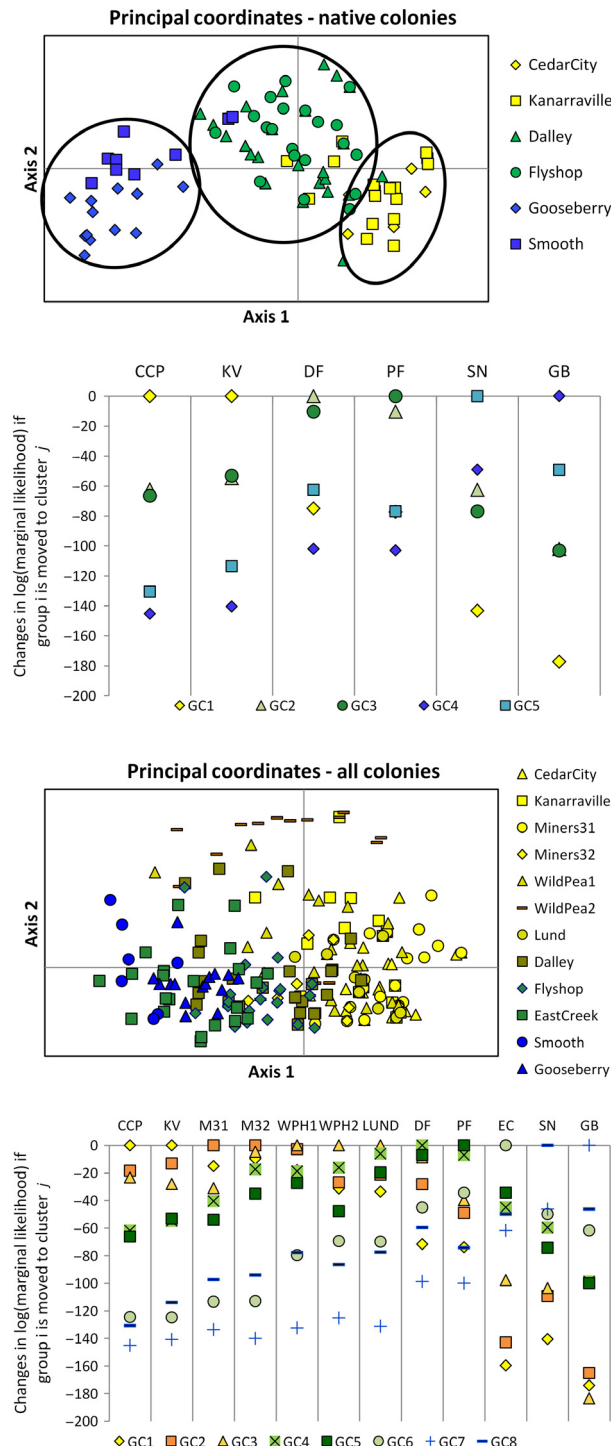 Principal coordinates - native colonies
Axis 2
Axis 1
CedarCity
Kanarraville
Dalley
Flyshop
Gooseberry
Smooth
CCP KV DF PF SN GB
Changes in log(marginal likelihood) if
group i is moved to cluster j
0
−20
−40
−60
−80
−100
−120
−140
−160
−180
−200
GC1 GC2 GC3 GC4 GC5
Principal coordinates - all colonies
Axis 2
Axis 1
CedarCity
Kanarraville
Miners31
Miners32
WildPea1
WildPea2
Lund
Dalley
Flyshop
EastCreek
Smooth
Gooseberry
CCP KV M31 M32 WPH1 WPH2 LUND DF PF EC SN GB
Changes in log(marginal likelihood) if
group i is moved to cluster j
0
−20
−40
−60
−80
−100
−120
−140
−160
−180
−200
GC1 GC2 GC3 GC4 GC5 GC6 GC7 GC8